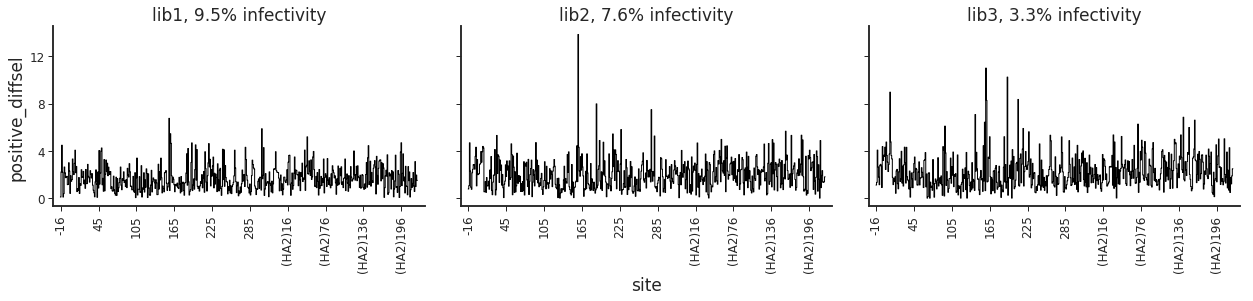 lib1, 9.5% infectivity
lib2, 7.6% infectivity
lib3, 3.3% infectivity
positive_diffsel
12
8
4
0
-16 45 105 165 225 285 (HA2)16 (HA2)76 (HA2)136 (HA2)196
-16 45 105 165 225 285 (HA2)16 (HA2)76 (HA2)136 (HA2)196
-16 45 105 165 225 285 (HA2)16 (HA2)76 (HA2)136 (HA2)196
site